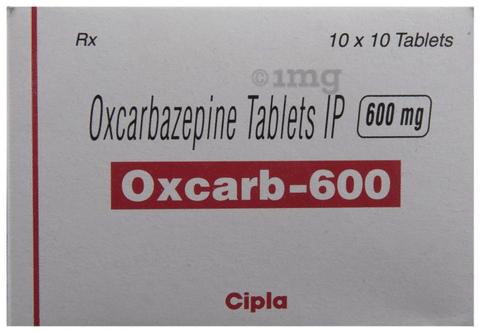 Rx 10 x 10 Tablets
©1mg
Oxcarbazepine Tablets IP 600 mg
Oxcarb-600
Cipla